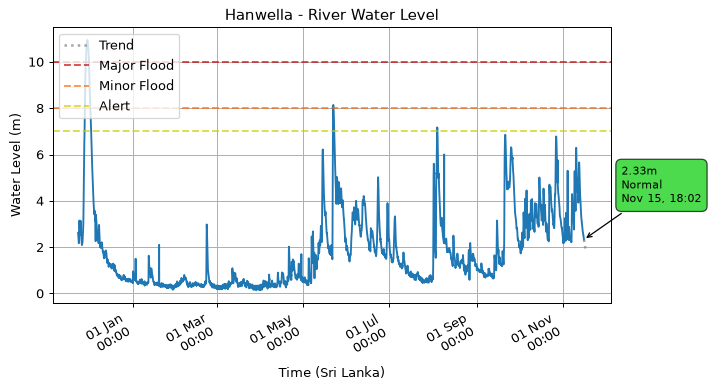 Hanwella - River Water Level
Trend
Major Flood
Minor Flood
Alert
Water Level (m)
10
8
6
4
2
0
2.33m
Normal
Nov 15, 18:02
01 Jan
00:00
01 Mar
00:00
01 May
00:00
01 Jul
00:00
01 Sep
00:00
01 Nov
00:00
Time (Sri Lanka)